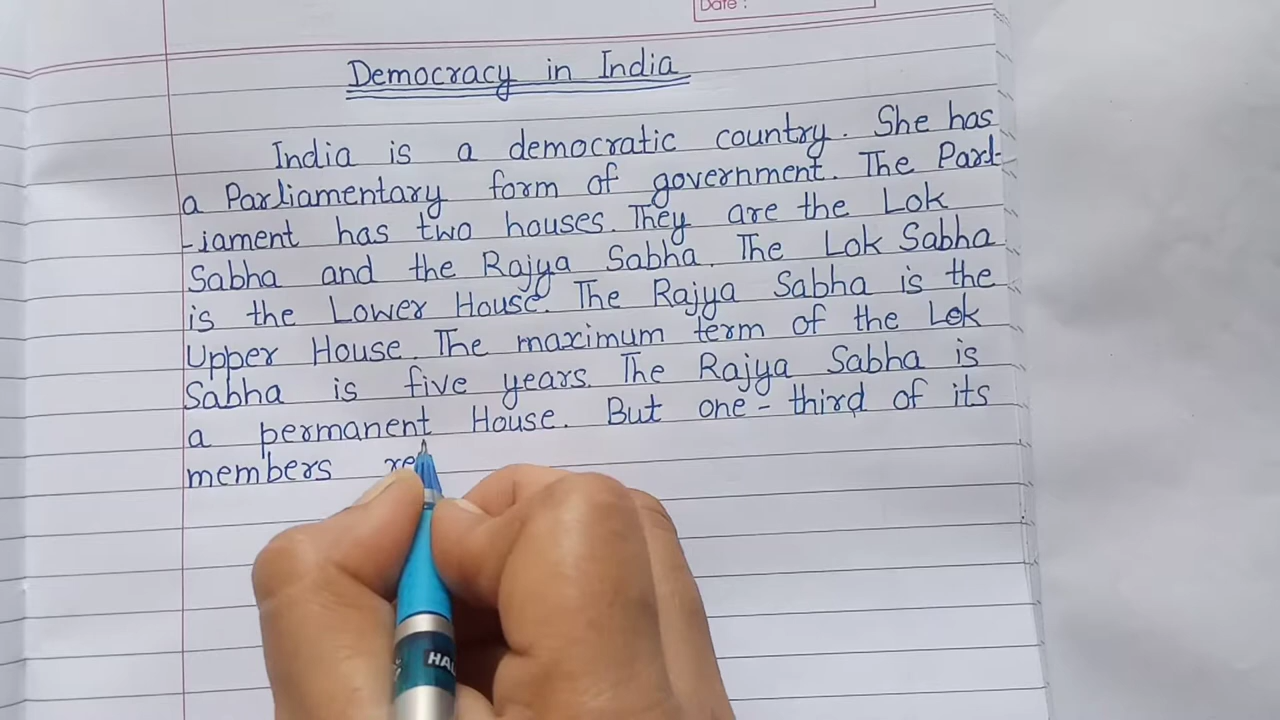 Date :
Democracy in India
India is a democratic country. She has
a Parliamentary form of government. The Parl-
-iament has two houses. They are the Lok
Sabha and the Rajya Sabha. The Lok Sabha
is the Lower House. The Rajya Sabha is the
Upper House. The maximum term of the Lok
Sabha is five years. The Rajya Sabha is
a permanent House. But one-third of its
members re
HAL